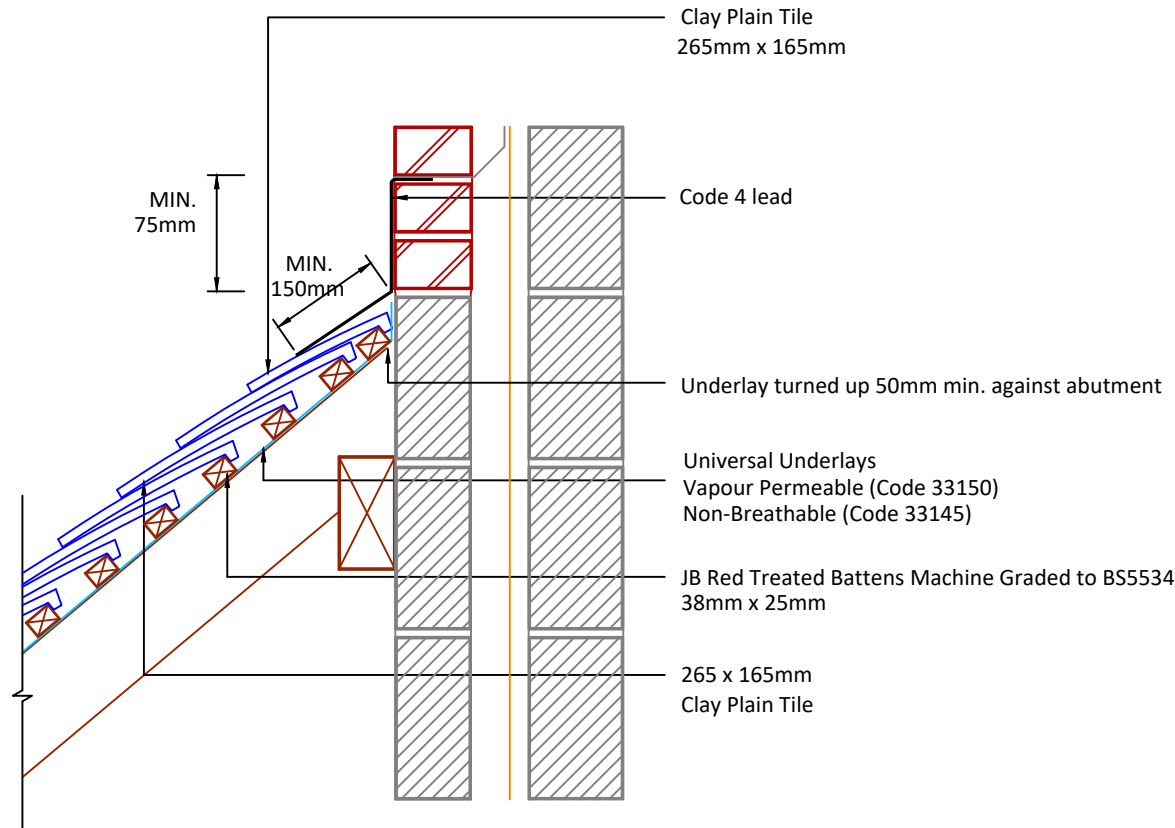 Clay Plain Tile
265mm x 165mm
MIN.
75mm
Code 4 lead
MIN.
150mm
Underlay turned up 50mm min. against abutment
Universal Underlays
Vapour Permeable (Code 33150)
Non-Breathable (Code 33145)
JB Red Treated Battens Machine Graded to BS5534
38mm x 25mm
265 x 165mm
Clay Plain Tile